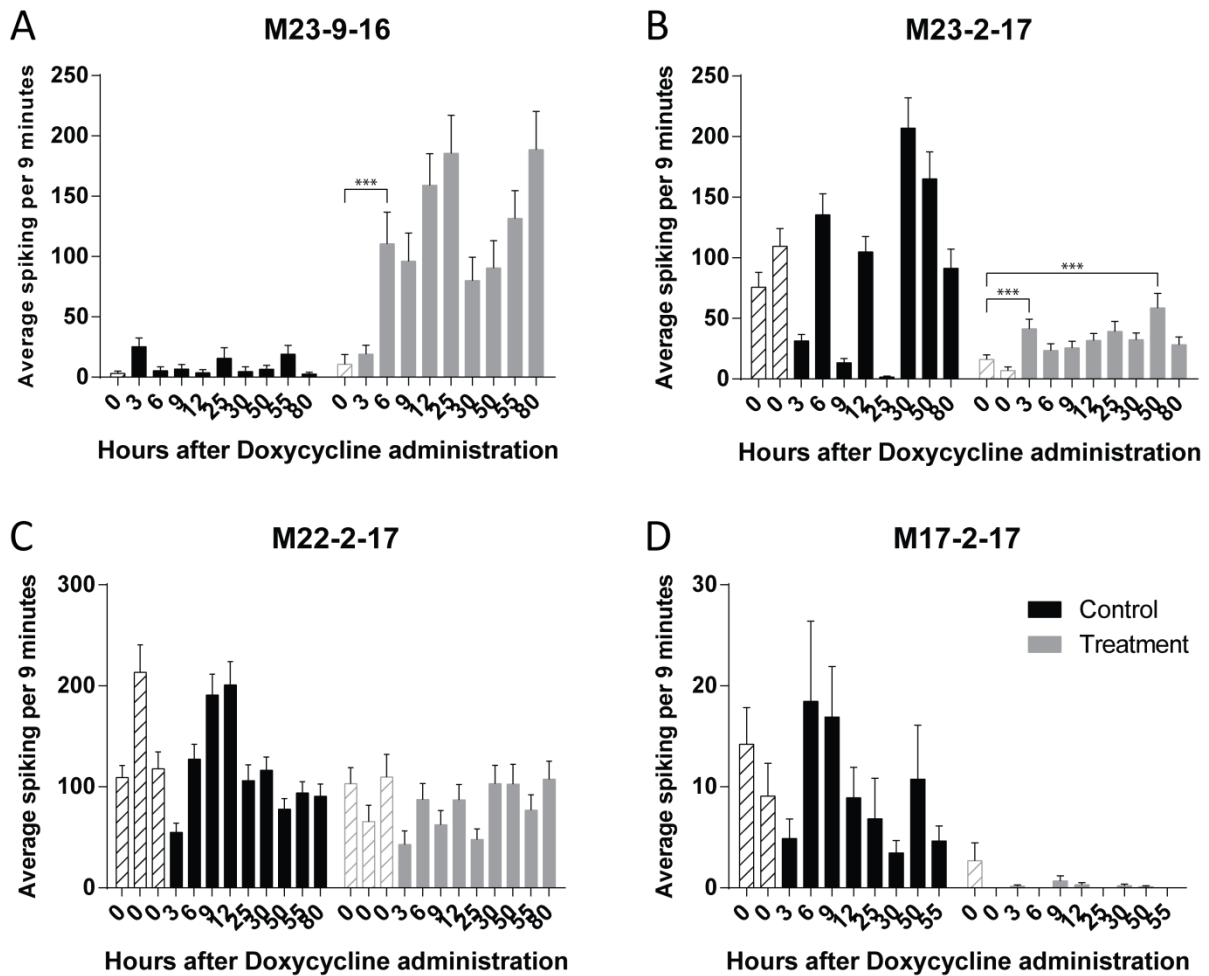 A
M23-9-16
Average spiking per 9 minutes
250
200
150
100
50
0
***
0 3 6 9 12 25 30 50 55 80 0 3 6 9 12 25 30 50 55 80
Hours after Doxycycline administration
B
M23-2-17
Average spiking per 9 minutes
250
200
150
100
50
0
***
***
0 0 3 6 9 12 25 30 50 80 0 0 3 6 9 12 25 30 50 80
Hours after Doxycycline administration
C
M22-2-17
Average spiking per 9 minutes
300
200
100
0
0 0 0 3 6 9 12 25 30 50 55 80 0 0 0 3 6 9 12 25 30 50 55 80
Hours after Doxycycline administration
D
M17-2-17
Average spiking per 9 minutes
30
20
10
0
Control
Treatment
0 0 3 6 9 12 25 30 50 55 0 0 3 6 9 12 25 30 50 55
Hours after Doxycycline administration